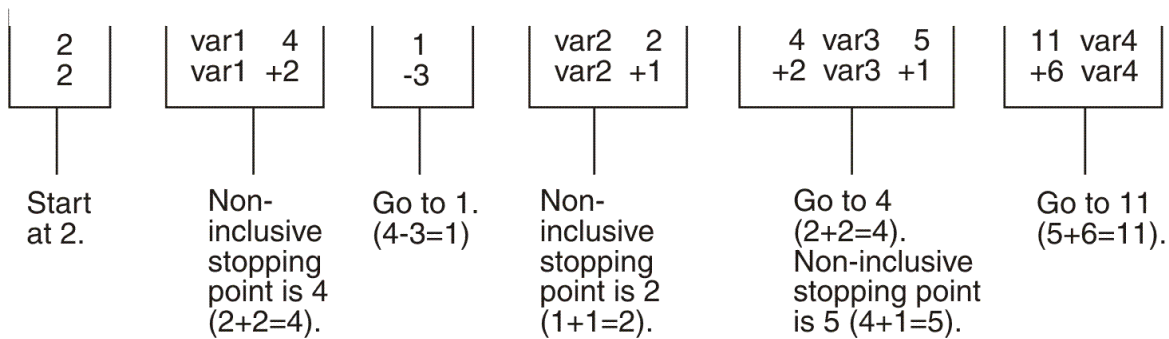 2 var1 4 1 var2 2 4 var3 5 11 var4
2 var1 +2 -3 var2 +1 +2 var3 +1 +6 var4
Start
at 2.
Non-
inclusive
stopping
point is 4
(2+2=4).
Go to 1.
(4-3=1)
Non-
inclusive
stopping
point is 2
(1+1=2).
Go to 4
(2+2=4).
Non-inclusive
stopping point
is 5 (4+1=5).
Go to 11
(5+6=11).